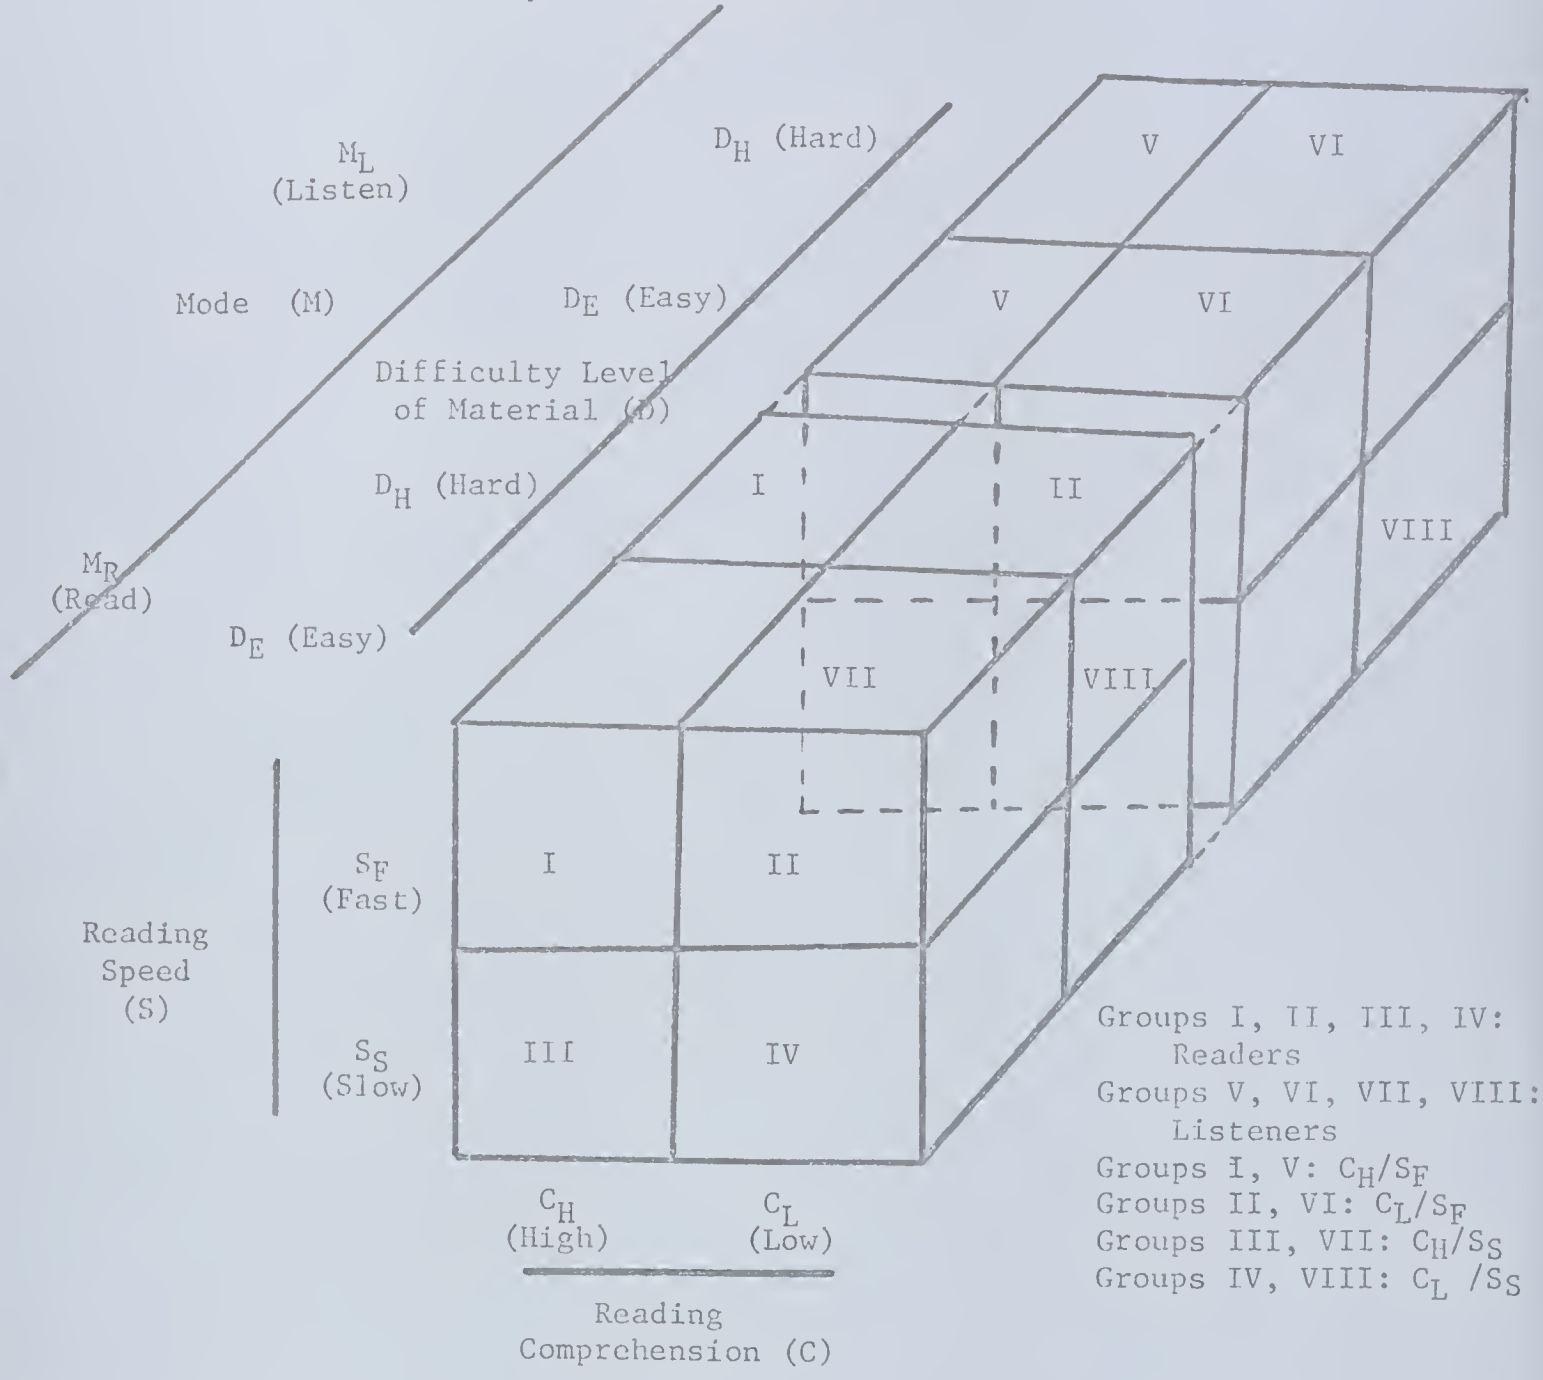 M_L
(Listen)
Mode (M)
M_R
(Read)
D_H (Hard)
D_E (Easy)
Difficulty Level
of Material (D)
D_H (Hard)
D_E (Easy)
V VI
V VI
I II
VIII
VII VIII
I II
III IV
Reading
Speed
(S)
S_F
(Fast)
S_S
(Slow)
C_H
(High)
C_L
(Low)
Reading
Comprehension (C)
Groups I, II, III, IV:
Readers
Groups V, VI, VII, VIII:
Listeners
Groups I, V: C_H/S_F
Groups II, VI: C_L/S_F
Groups III, VII: C_H/S_S
Groups IV, VIII: C_L /S_S